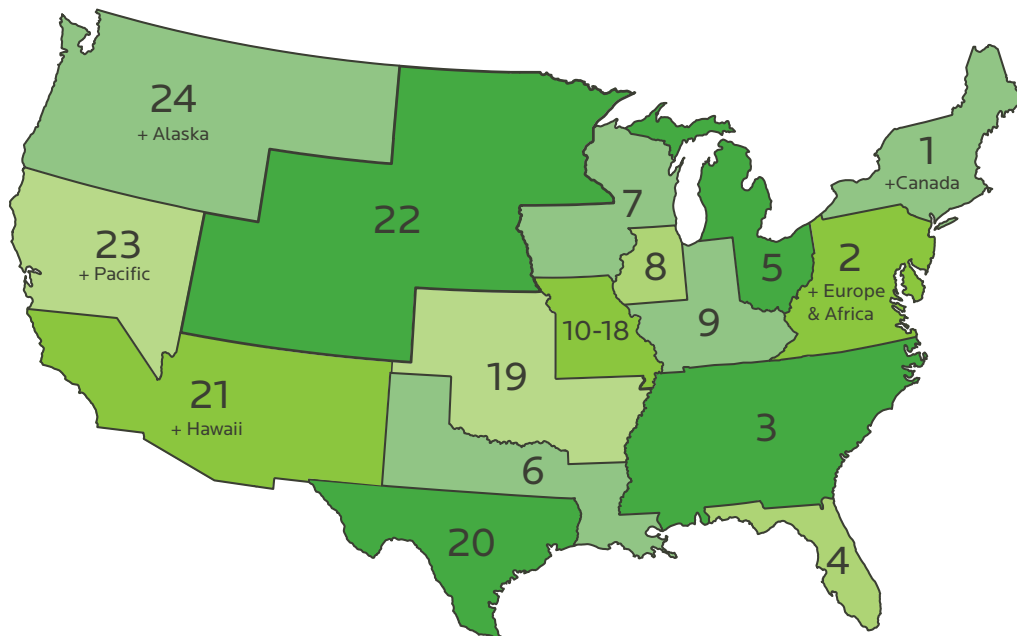 24
+ Alaska
1
+Canada
22
7
23
+ Pacific
8
5
2
+ Europe
& Africa
10-18
9
19
21
+ Hawaii
3
6
20
4